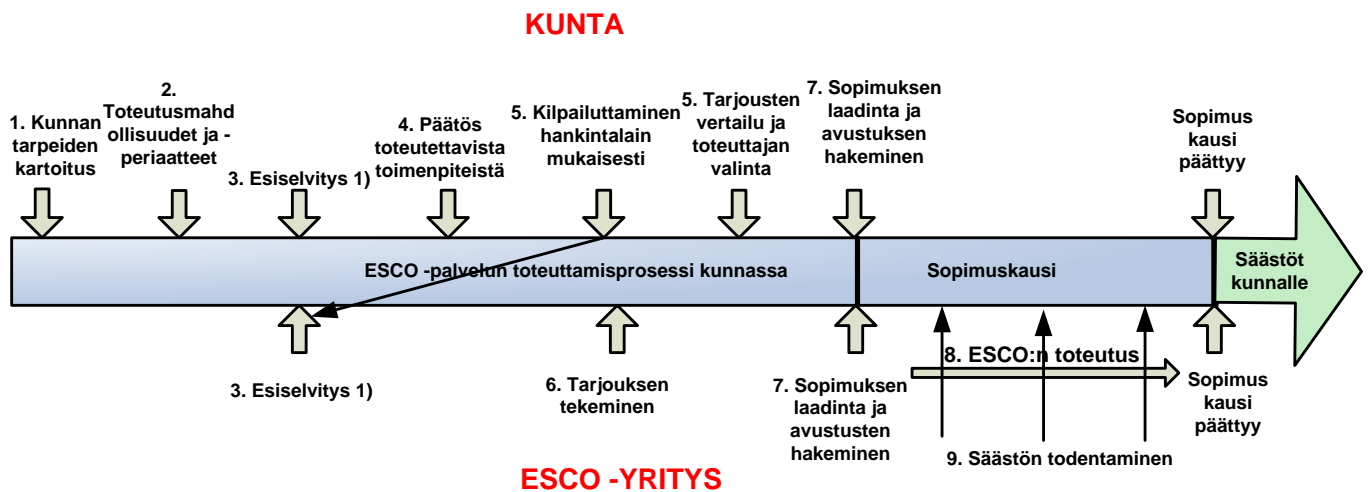 KUNTA
1. Kunnan
tarpeiden
kartoitus
2.
Toteutusmahd
ollisuudet ja -
periaatteet
3. Esiselvitys 1)
4. Päätös
toteutettavista
toimenpiteistä
5. Kilpailuttaminen
hankintalain
mukaisesti
5. Tarjousten
vertailu ja
toteuttajan
valinta
7. Sopimuksen
laadinta ja
avustuksen
hakeminen
Sopimus
kausi
päättyy
ESCO -palvelun toteuttamisprosessi kunnassa
Sopimuskausi
Säästöt
kunnalle
3. Esiselvitys 1)
6. Tarjouksen
tekeminen
7. Sopimuksen
laadinta ja
avustusten
hakeminen
8. ESCO:n toteutus
9. Säästön todentaminen
Sopimus
kausi
päättyy
ESCO -YRITYS